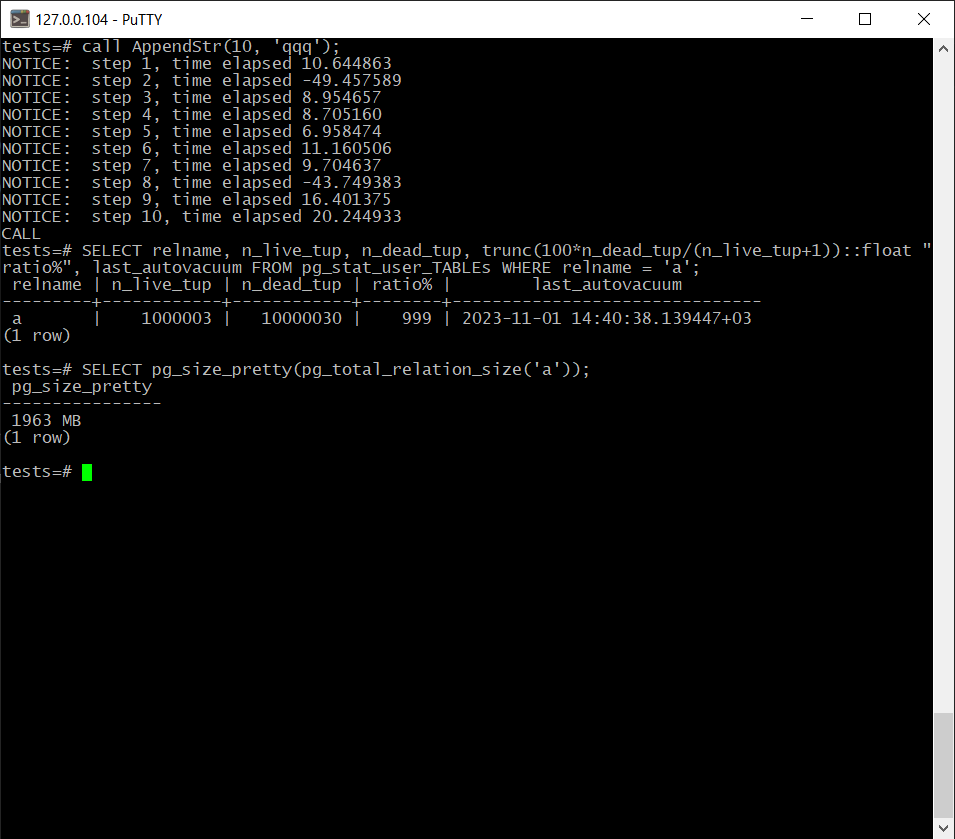 127.0.0.104 - PuTTY
tests=# call AppendStr(10, 'qqq');
NOTICE:  step 1, time elapsed 10.644863
NOTICE:  step 2, time elapsed -49.457589
NOTICE:  step 3, time elapsed 8.954657
NOTICE:  step 4, time elapsed 8.705160
NOTICE:  step 5, time elapsed 6.958474
NOTICE:  step 6, time elapsed 11.160506
NOTICE:  step 7, time elapsed 9.704637
NOTICE:  step 8, time elapsed -43.749383
NOTICE:  step 9, time elapsed 16.401375
NOTICE:  step 10, time elapsed 20.244933
CALL
tests=# SELECT relname, n_live_tup, n_dead_tup, trunc(100*n_dead_tup/(n_live_tup+1))::float "
ratio%", last_autovacuum FROM pg_stat_user_TABLEs WHERE relname = 'a';
 relname | n_live_tup | n_dead_tup | ratio% |        last_autovacuum
---------+------------+------------+--------+-------------------------------
 a       |    1000003 |   10000030 |    999 | 2023-11-01 14:40:38.139447+03
(1 row)
tests=# SELECT pg_size_pretty(pg_total_relation_size('a'));
 pg_size_pretty
----------------
 1963 MB
(1 row)
tests=#